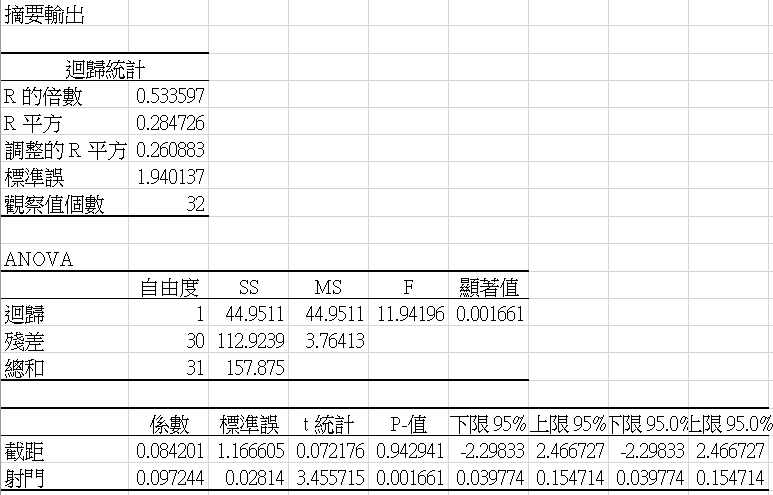 摘要輸出
迴歸統計
R 的倍數 0.533597
R 平方 0.284726
調整的 R 平方 0.260883
標準誤 1.940137
觀察值個數 32
ANOVA
自由度 SS MS F 顯著值
迴歸 1 44.9511 44.9511 11.94196 0.001661
殘差 30 112.9239 3.76413
總和 31 157.875
係數 標準誤 t 統計 P-值 下限 95% 上限 95% 下限 95.0% 上限 95.0%
截距 0.084201 1.166605 0.072176 0.942941 -2.29833 2.466727 -2.29833 2.466727
射門 0.097244 0.02814 3.455715 0.001661 0.039774 0.154714 0.039774 0.154714